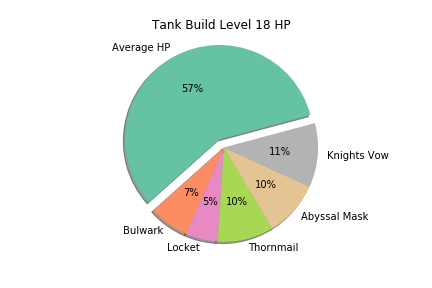 Tank Build Level 18 HP
Average HP
57%
11%
Knights Vow
10%
Abyssal Mask
7%
5%
10%
Bulwark
Locket
Thornmail